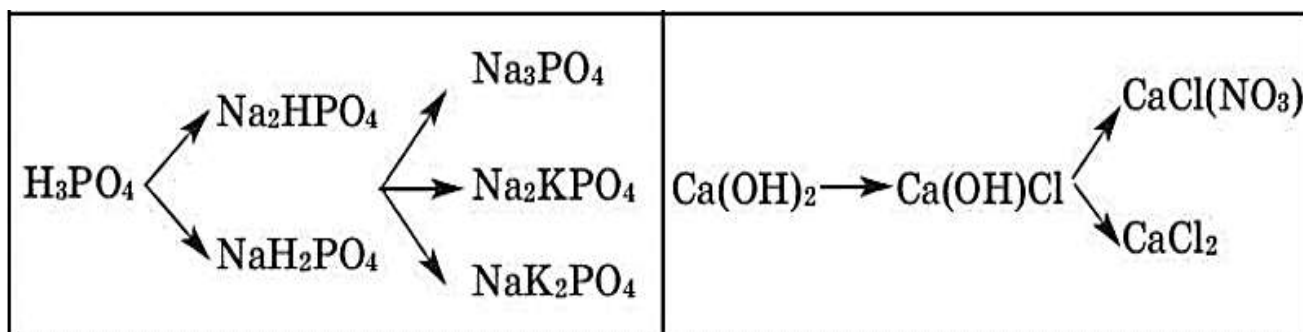 H₃PO₄
Na₂HPO₄
NaH₂PO₄
Na₃PO₄
Na₂KPO₄
NaK₂PO₄
Ca(OH)₂
Ca(OH)Cl
CaCl(NO₃)
CaCl₂